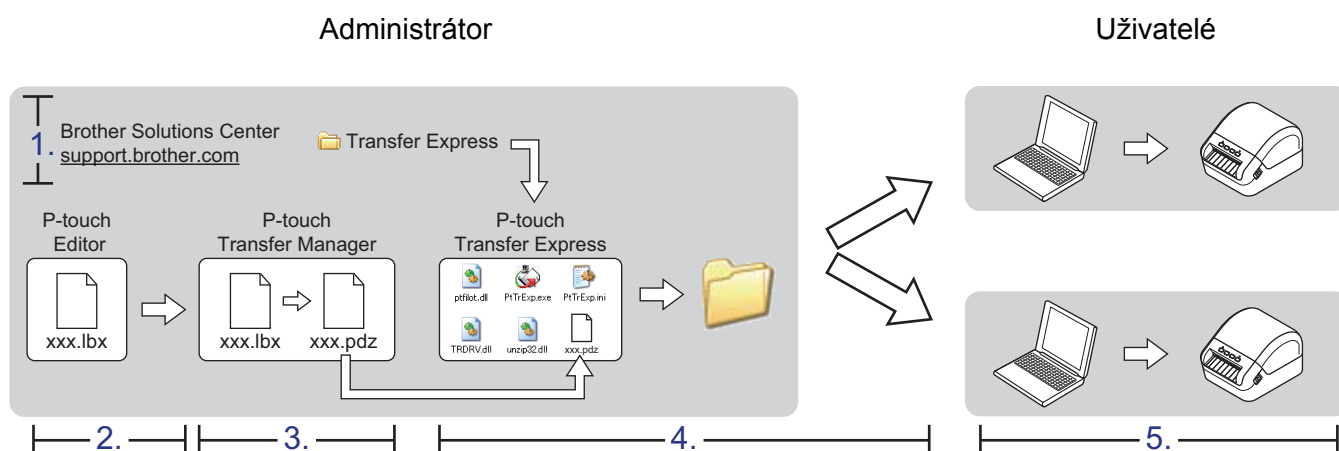 Administrátor
Uživatelé
1.
Brother Solutions Center
support.brother.com
Transfer Express
P-touch
Editor
xxx.lbx
P-touch
Transfer Manager
xxx.lbx
xxx.pdz
P-touch
Transfer Express
ptfilot.dll
PtTrExp.exe
PtTrExp.ini
TRDRV.dll
unzip32.dll
xxx.pdz
2.
3.
4.
5.